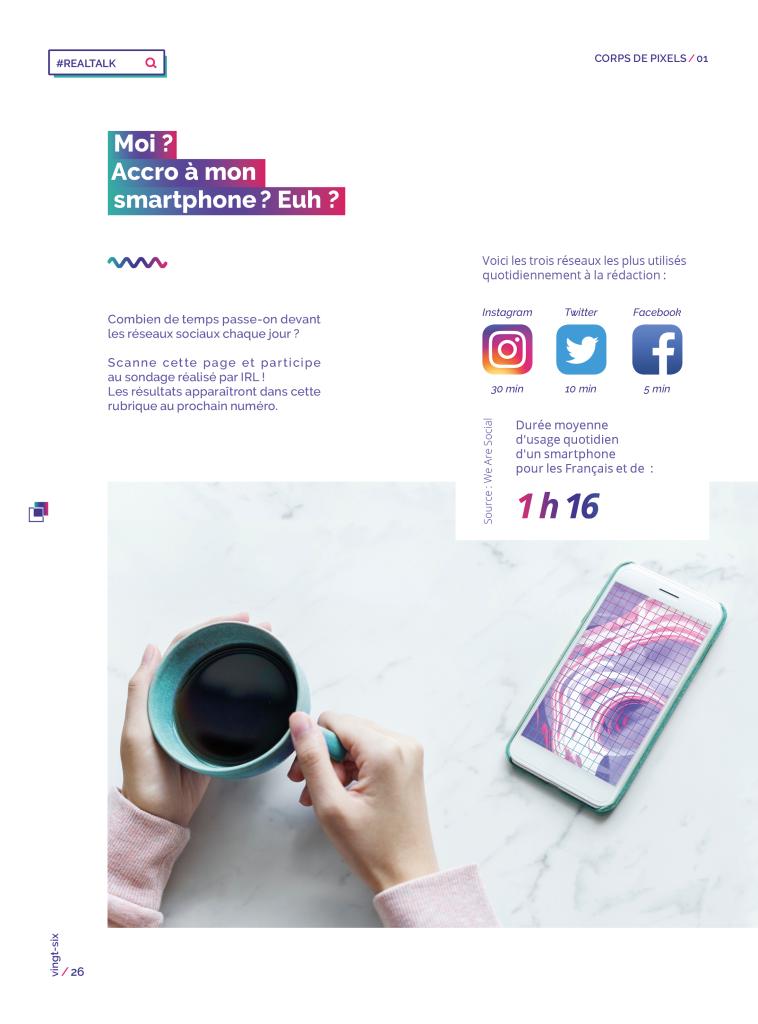 #REALTALK
CORPS DE PIXELS / 01
Moi ?
Accro à mon
smartphone ? Euh ?
Combien de temps passe-on devant
les réseaux sociaux chaque jour ?
Scanne cette page et participe
au sondage réalisé par IRL !
Les résultats apparaîtront dans cette
rubrique au prochain numéro.
Voici les trois réseaux les plus utilisés
quotidiennement à la rédaction :
Instagram Twitter Facebook
30 min 10 min 5 min
Source : We Are Social
Durée moyenne
d'usage quotidien
d'un smartphone
pour les Français et de :
1 h 16
vingt-six
/ 26